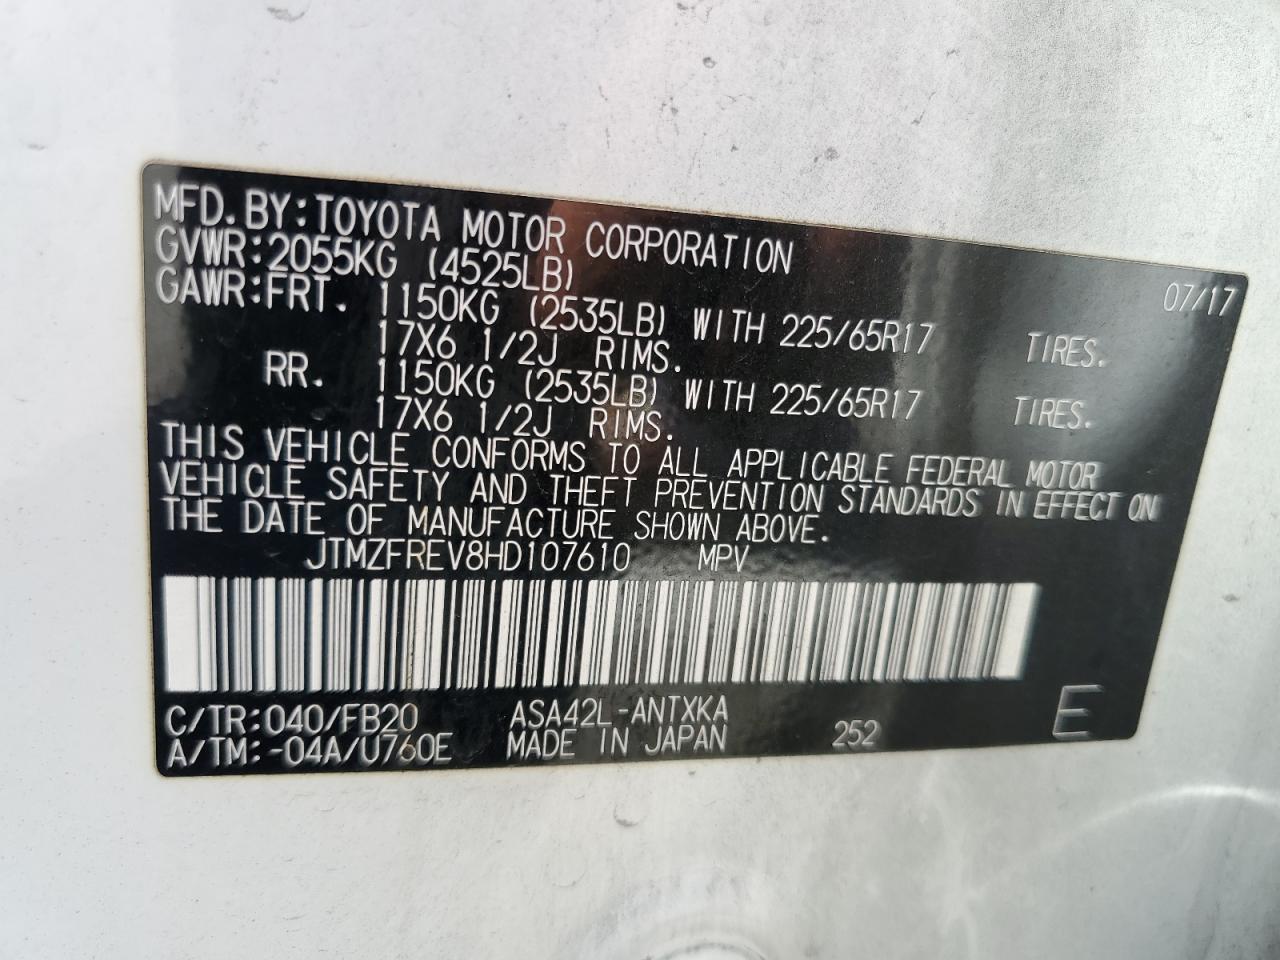 MFD.BY:TOYOTA MOTOR CORPORATION 07/17
GVWR:2055KG (4525LB)
GAWR:FRT. 1150KG (2535LB) WITH 225/65R17 TIRES.
17X6 1/2J RIMS.
RR. 1150KG (2535LB) WITH 225/65R17 TIRES.
17X6 1/2J RIMS.
THIS VEHICLE CONFORMS TO ALL APPLICABLE FEDERAL MOTOR
VEHICLE SAFETY AND THEFT PREVENTION STANDARDS IN EFFECT ON
THE DATE OF MANUFACTURE SHOWN ABOVE.
JTMZFREV8HD107610 MPV
C/TR:040/FB20 ASA42L-ANTXKA
A/TM:-04A/U760E MADE IN JAPAN 252 E